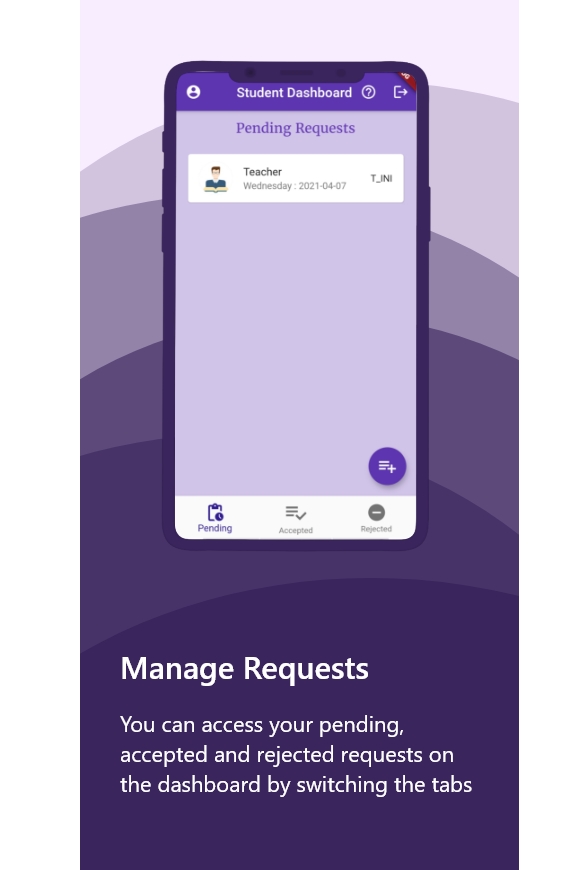 Student Dashboard
Pending Requests
Teacher
Wednesday : 2021-04-07
T_INI
Pending
Accepted
Rejected
Manage Requests
You can access your pending,
accepted and rejected requests on
the dashboard by switching the tabs